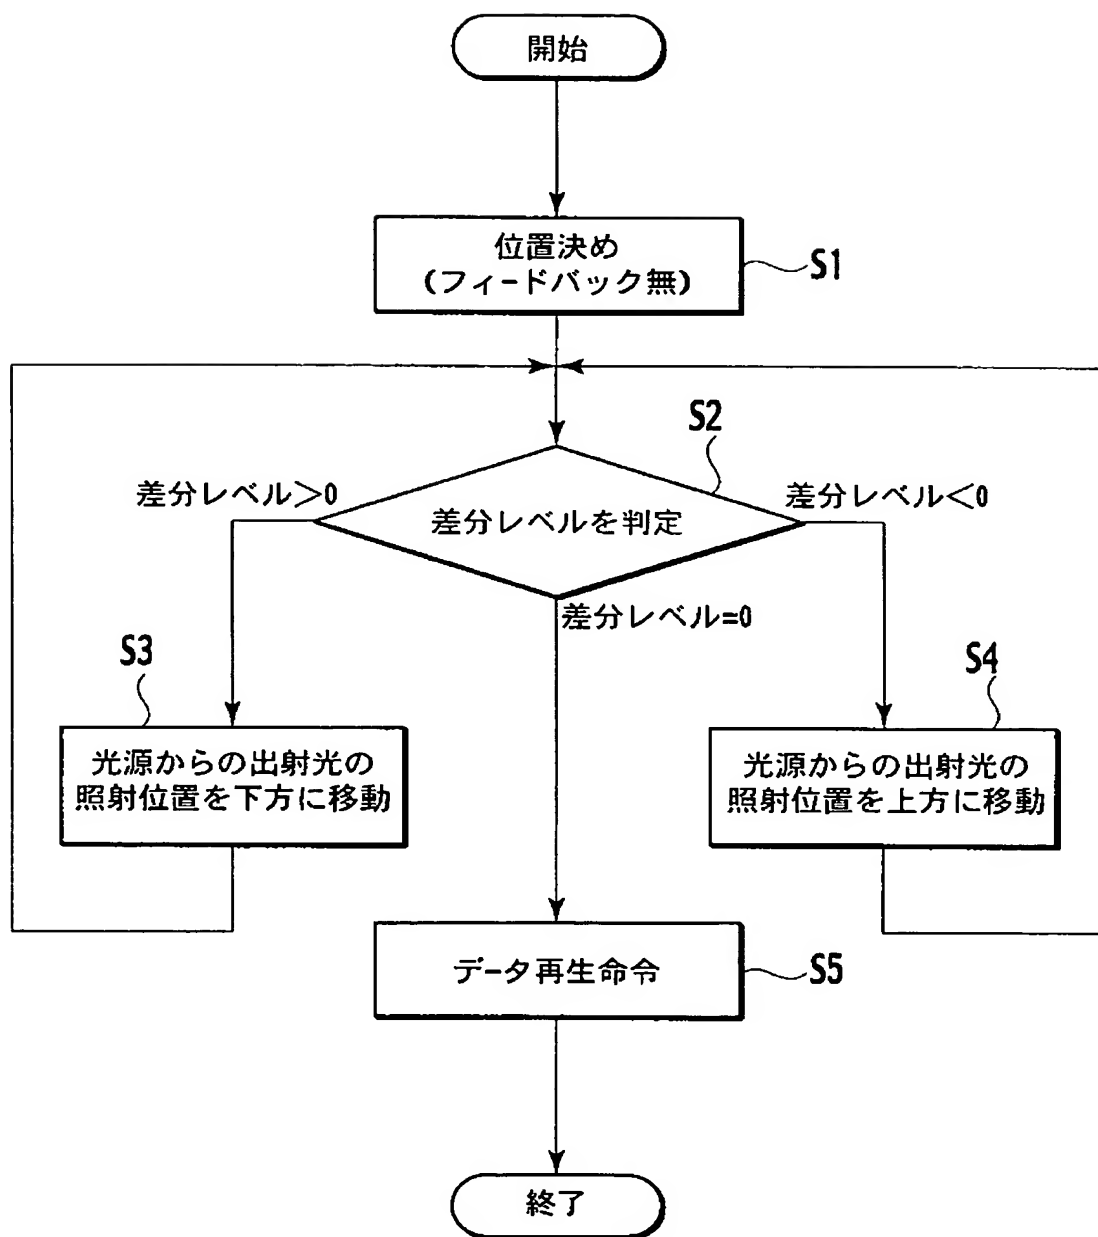 開始
位置決め
(フィードバック無)
S1
S2
差分レベル＞0
差分レベル＜0
差分レベルを判定
差分レベル=0
S3
S4
光源からの出射光の
照射位置を下方に移動
光源からの出射光の
照射位置を上方に移動
データ再生命令
S5
終了